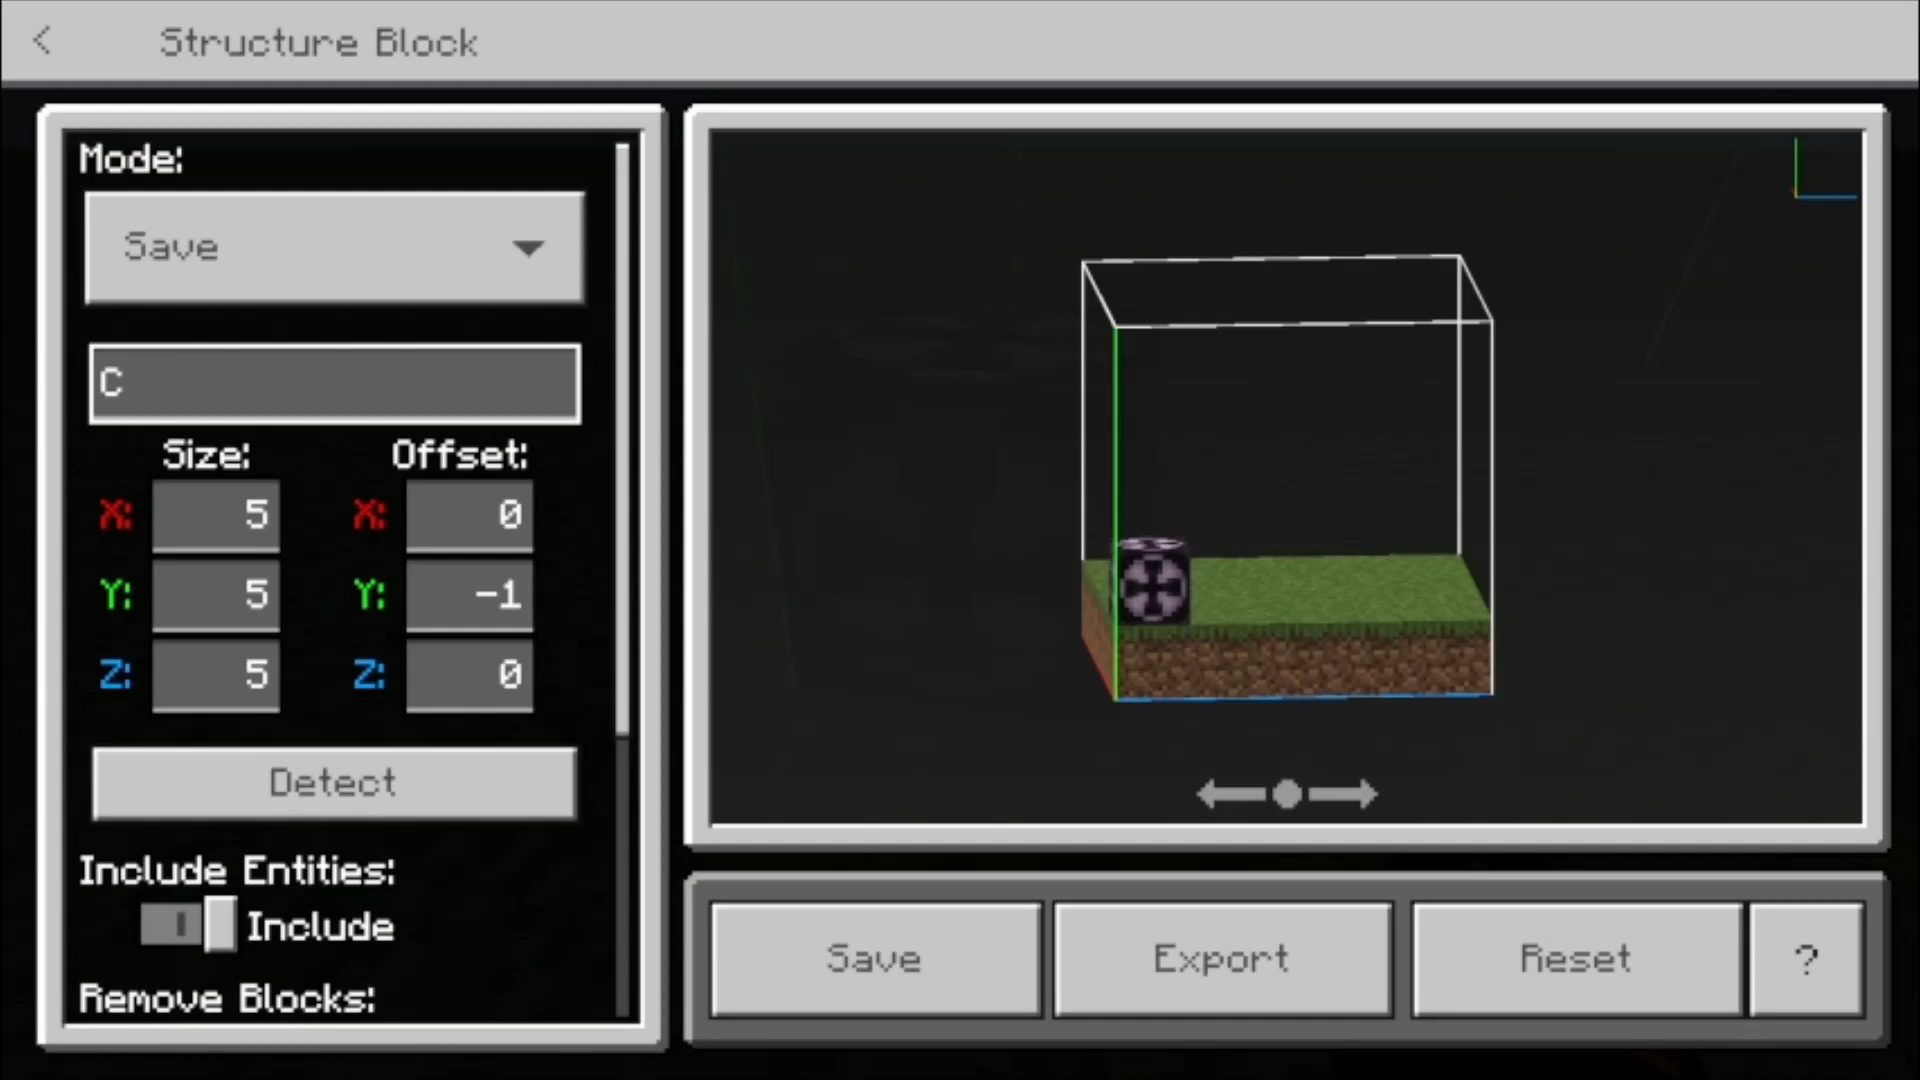 Structure Block
Mode:
Save
C
Size: Offset:
X: 5 X: 0
Y: 5 Y: -1
Z: 5 Z: 0
Detect
Include Entities:
Include
Remove Blocks:
Save Export Reset ?